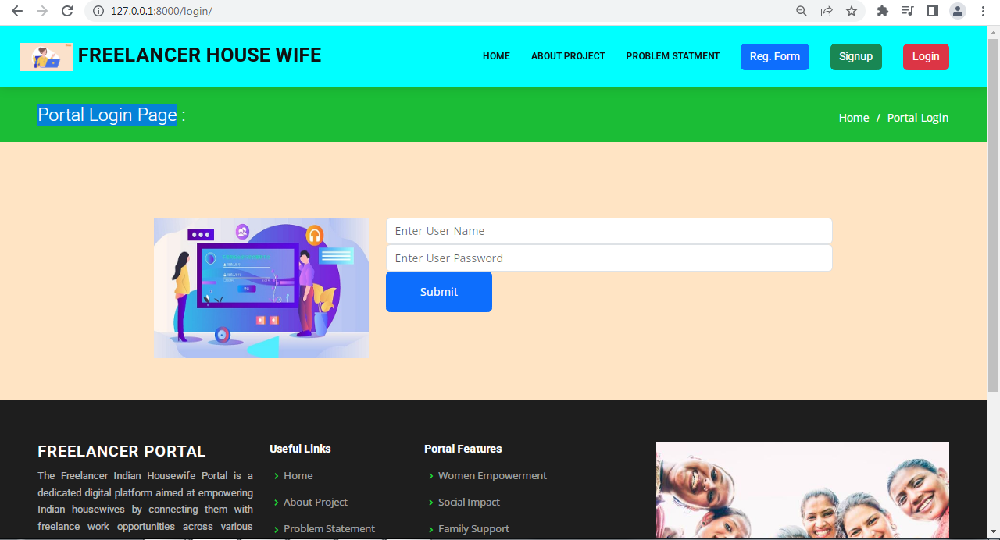 127.0.0.1:8000/login/
FREELANCER HOUSE WIFE
HOME
ABOUT PROJECT
PROBLEM STATMENT
Reg. Form
Signup
Login
Portal Login Page :
Home / Portal Login
Enter User Name
Enter User Password
Submit
FREELANCER PORTAL
The Freelancer Indian Housewife Portal is a
dedicated digital platform aimed at empowering
Indian housewives by connecting them with
freelance work opportunities across various
Useful Links
Home
About Project
Problem Statement
Portal Features
Women Empowerment
Social Impact
Family Support